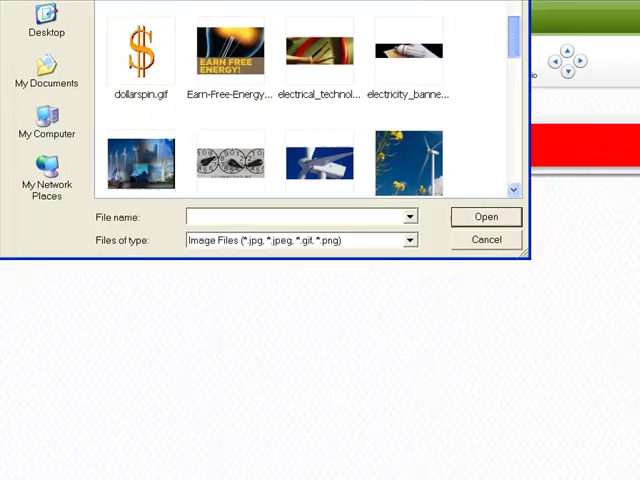 Desktop
My Documents
My Computer
My Network
Places
EARN FREE
ENERGY!
dollarspin.gif
Earn-Free-Energy...
electrical_technol...
electricity_banne...
File name:
Open
Files of type:
Image Files (*.jpg, *.jpeg, *.gif, *.png)
Cancel